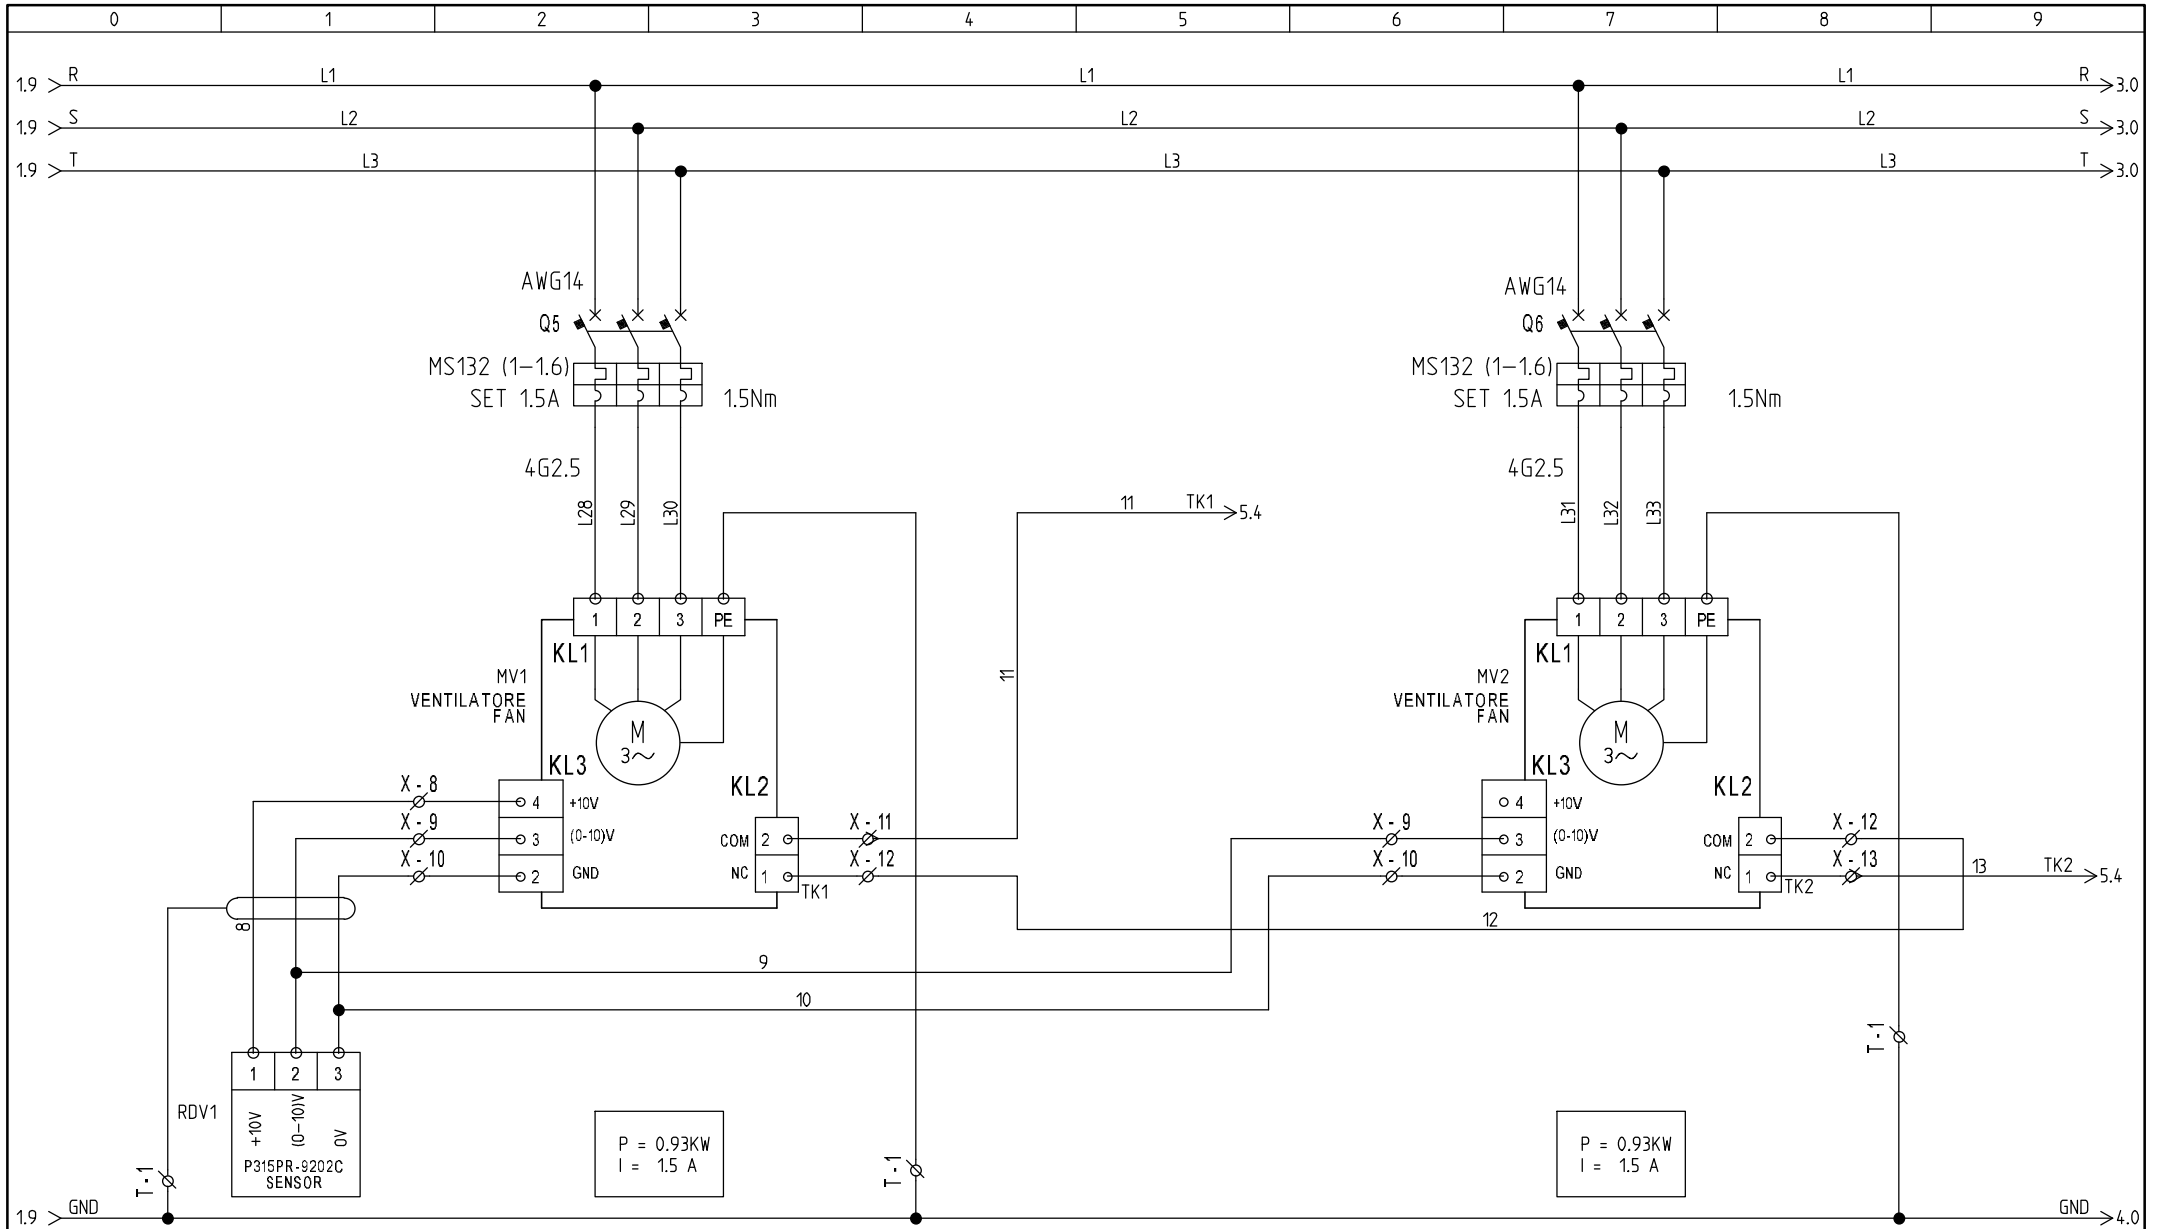 0 1 2 3 4 5 6 7 8 9
1.9 R L1 L1 L1 R 3.0
1.9 S L2 L2 L2 S 3.0
1.9 T L3 L3 L3 T 3.0
AWG14 AWG14
Q5 Q6
MS132 (1-1.6) MS132 (1-1.6)
SET 1.5A 1.5Nm SET 1.5A 1.5Nm
4G2.5 4G2.5
L28 L29 L30 11 TK1 5.4 L31 L32 L33
1 2 3 PE 1 2 3 PE
KL1 KL1
MV1 11 MV2
VENTILATORE VENTILATORE
FAN FAN
M M
3~ 3~
KL3 KL3
KL2 KL2
X - 8 4 +10V 4 +10V
X - 9 3 (0-10)V X - 11 X - 9 3 (0-10)V X - 12
COM 2 COM 2
X - 10 2 GND X - 12 X - 10 2 GND X - 13
NC 1 NC 1 13 TK2 5.4
TK1 TK2
8 12
9
10
T - 1
1 2 3
RDV1 +10V (0-10)V 0V
P = 0.93KW P = 0.93KW
I = 1.5 A I = 1.5 A
P315PR-9202C
SENSOR
T - 1 T - 1
1.9 GND GND 4.0